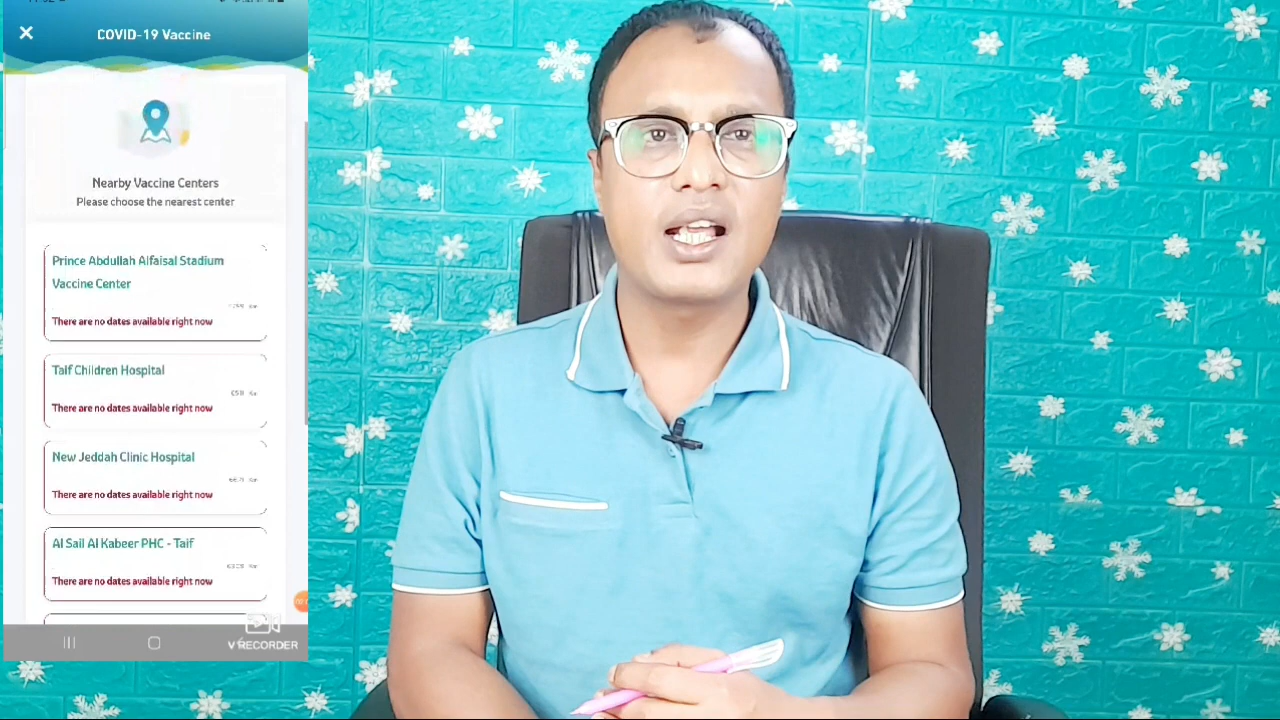 COVID-19 Vaccine
Nearby Vaccine Centers
Please choose the nearest center
Prince Abdullah Alfaisal Stadium
Vaccine Center
There are no dates available right now
Taif Children Hospital
There are no dates available right now
New Jeddah Clinic Hospital
There are no dates available right now
Al Sail Al Kabeer PHC - Taif
There are no dates available right now
V RECORDER